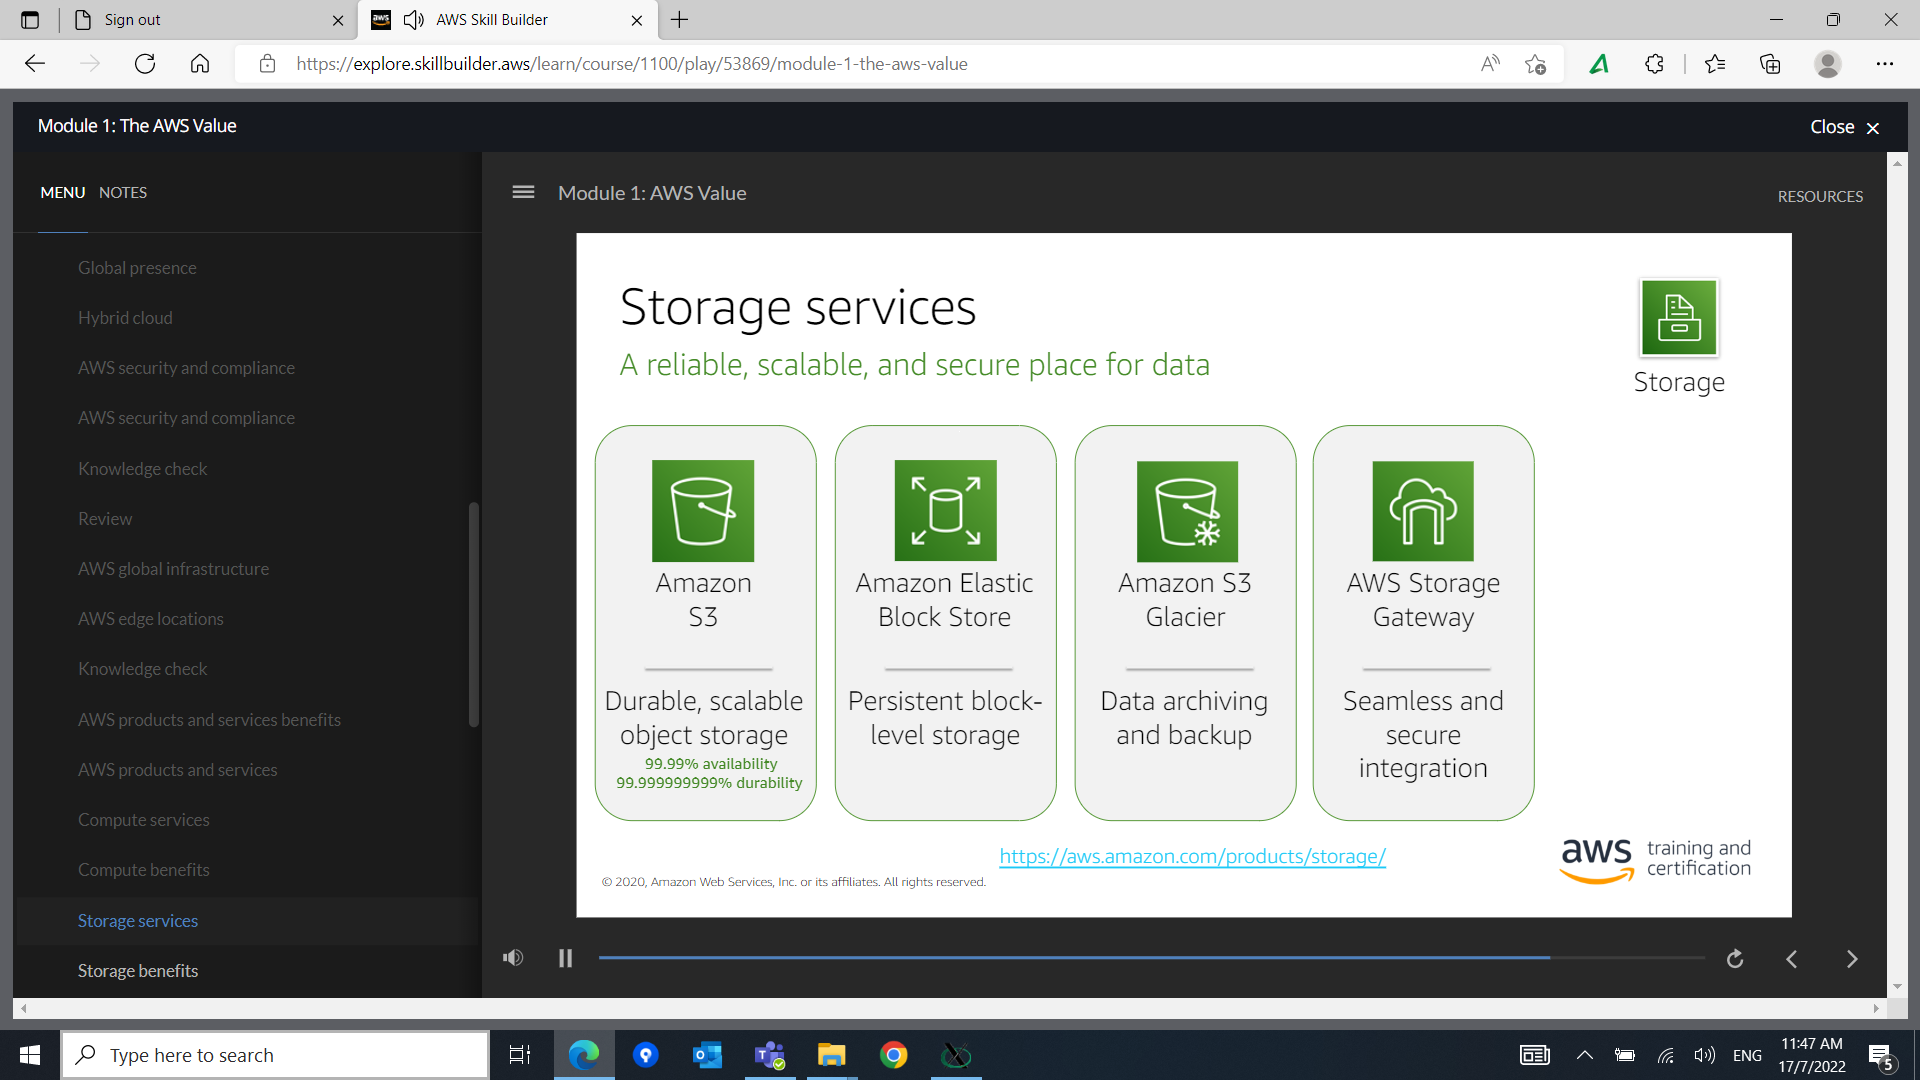 Sign out
aws
AWS Skill Builder
https://explore.skillbuilder.aws/learn/course/1100/play/53869/module-1-the-aws-value
Module 1: The AWS Value
Close
MENU
NOTES
Global presence
Hybrid cloud
AWS security and compliance
AWS security and compliance
Knowledge check
Review
AWS global infrastructure
AWS edge locations
Knowledge check
AWS products and services benefits
AWS products and services
Compute services
Compute benefits
Storage services
Storage benefits
Module 1: AWS Value
RESOURCES
Storage services
A reliable, scalable, and secure place for data
Storage
Amazon
S3
Durable, scalable
object storage
99.99% availability
99.999999999% durability
Amazon Elastic
Block Store
Persistent block-
level storage
Amazon S3
Glacier
Data archiving
and backup
AWS Storage
Gateway
Seamless and
secure
integration
https://aws.amazon.com/products/storage/
© 2020, Amazon Web Services, Inc. or its affiliates. All rights reserved.
aws
training and
certification
Type here to search
ENG
11:47 AM
17/7/2022
5